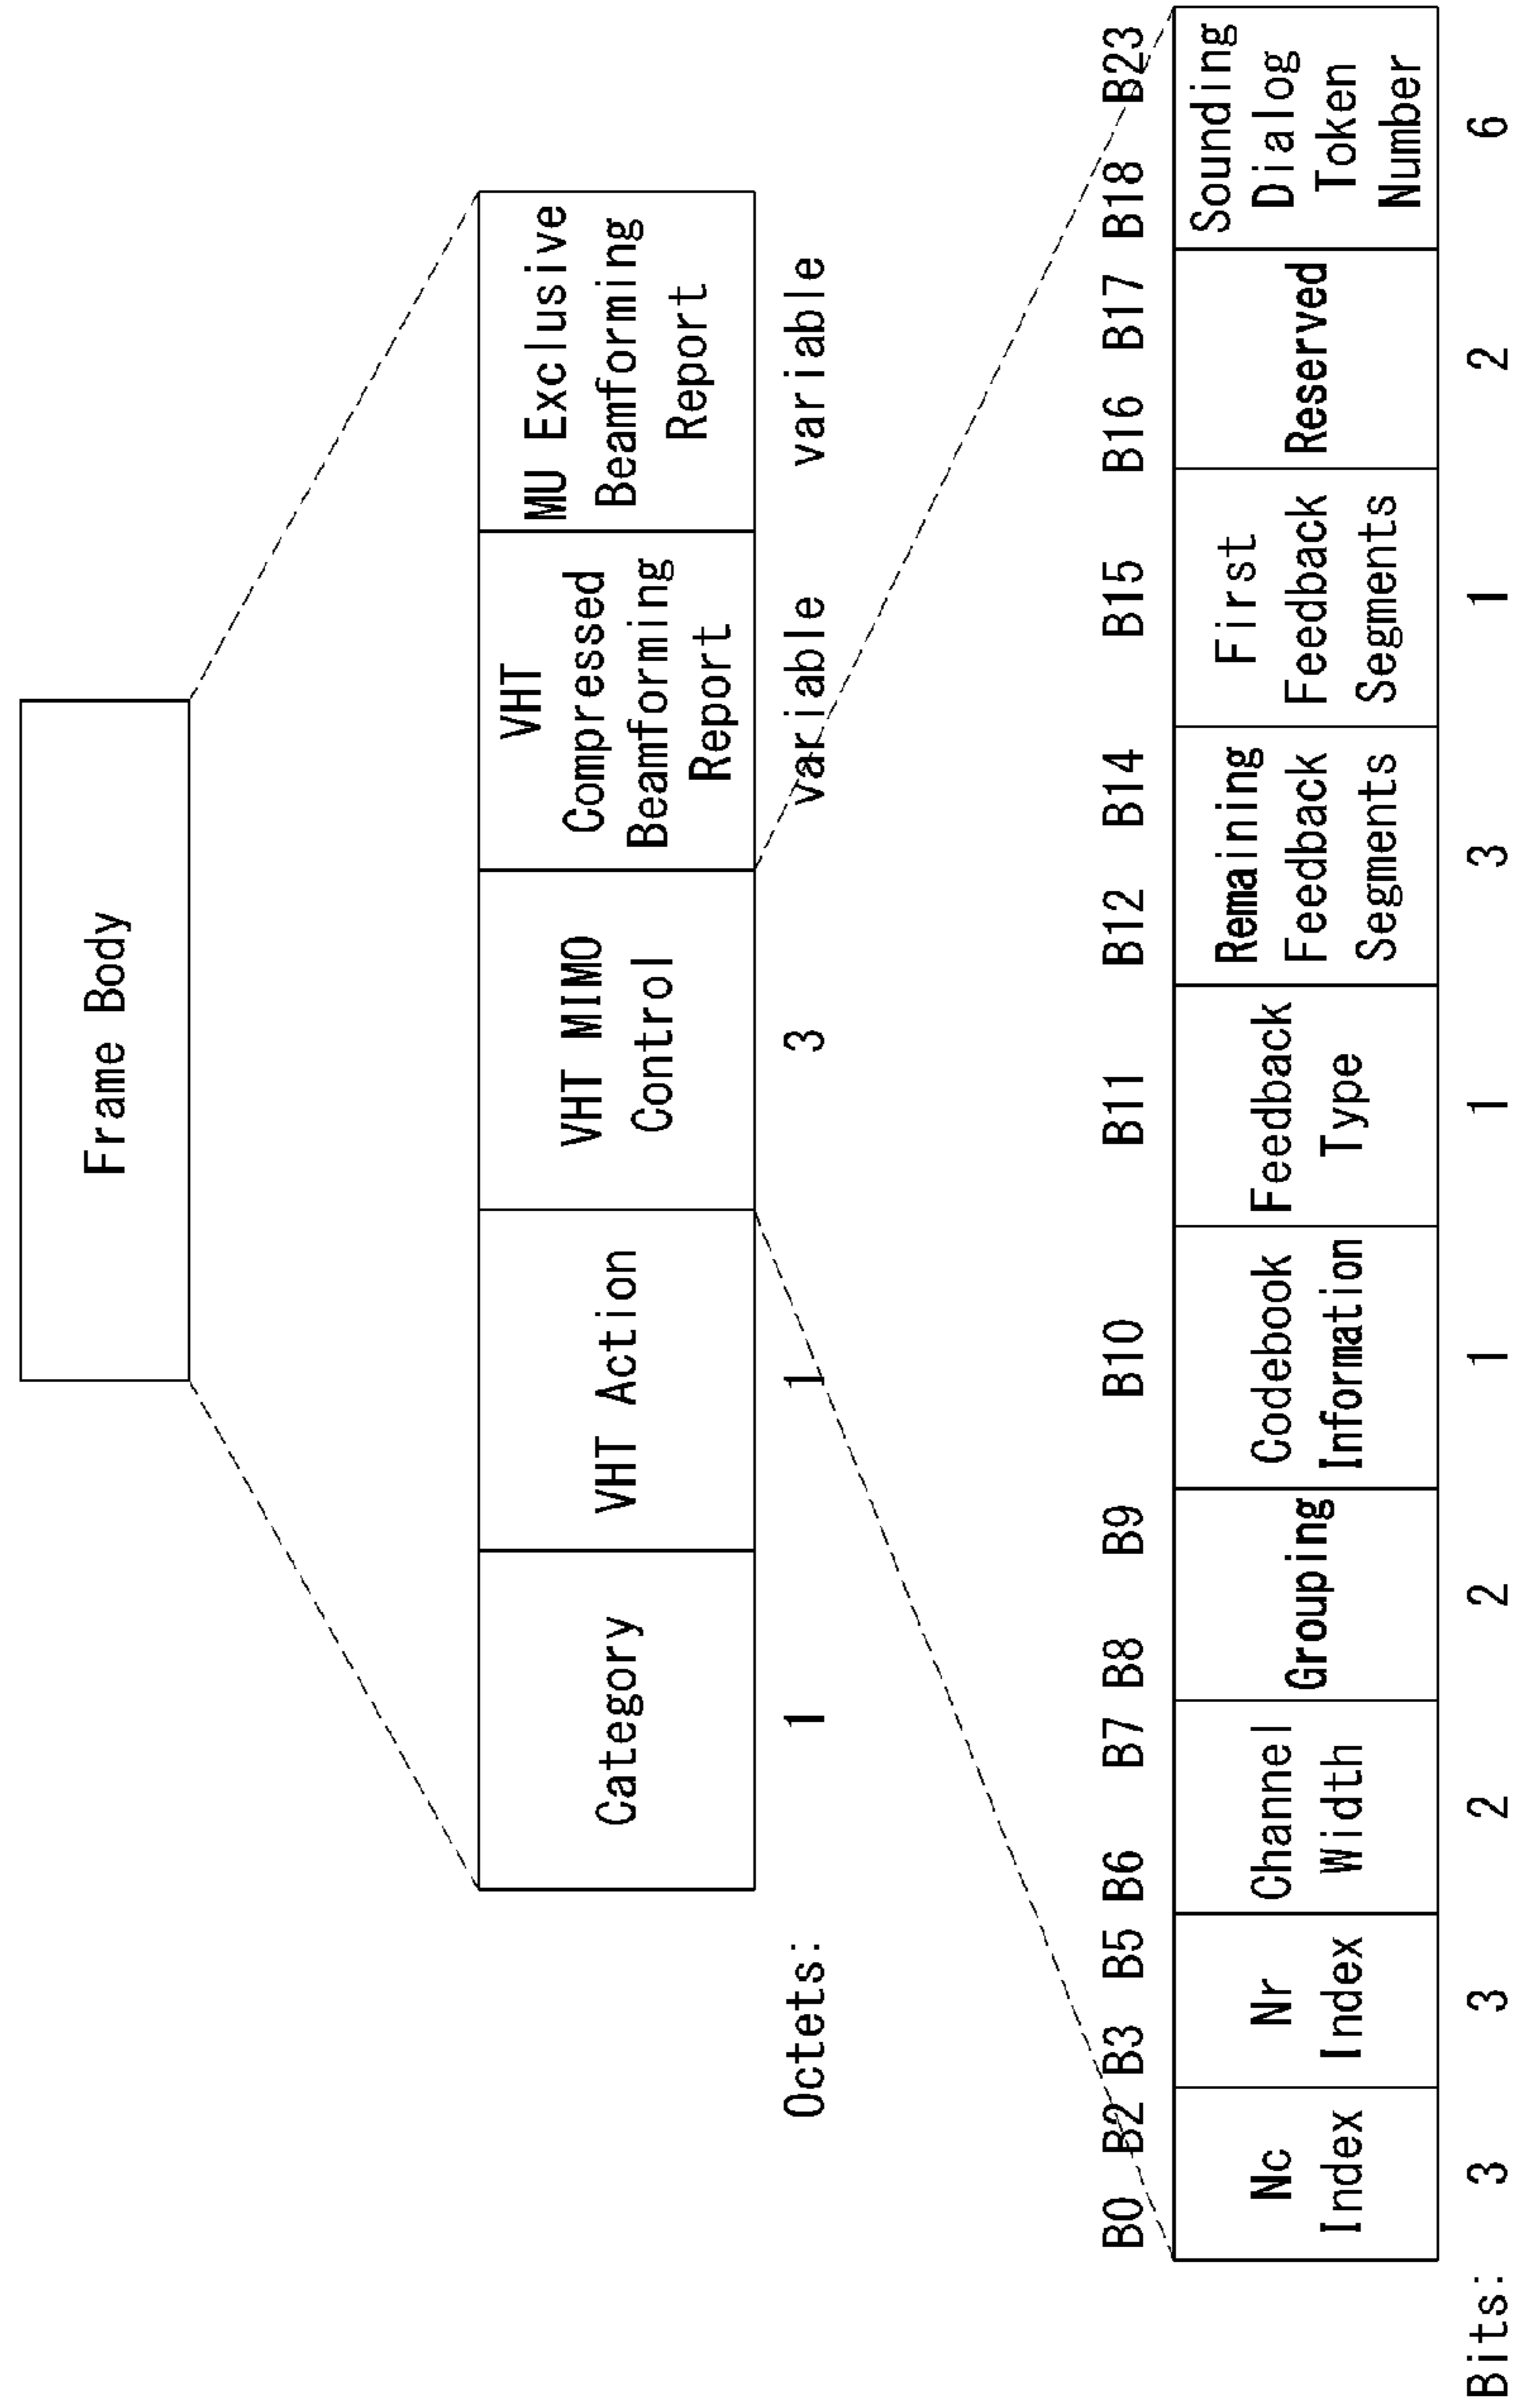 Frame Body
Category
VHT Action
VHT MIMO
Control
VHT
Compressed
Beamforming
Report
MU Exclusive
Beamforming
Report
Octets: 1 1 3 variable variable
B0 B2 B3 B5 B6 B7 B8 B9 B10 B11 B12 B14 B15 B16 B17 B18 B23
Nc
Index
Nr
Index
Channel
Width
Grouping
Codebook
Information
Feedback
Type
Remaining
Feedback
Segments
First
Feedback
Segments
Reserved
Sounding
Dialog
Token
Number
Bits: 3 3 2 2 1 1 3 1 2 6